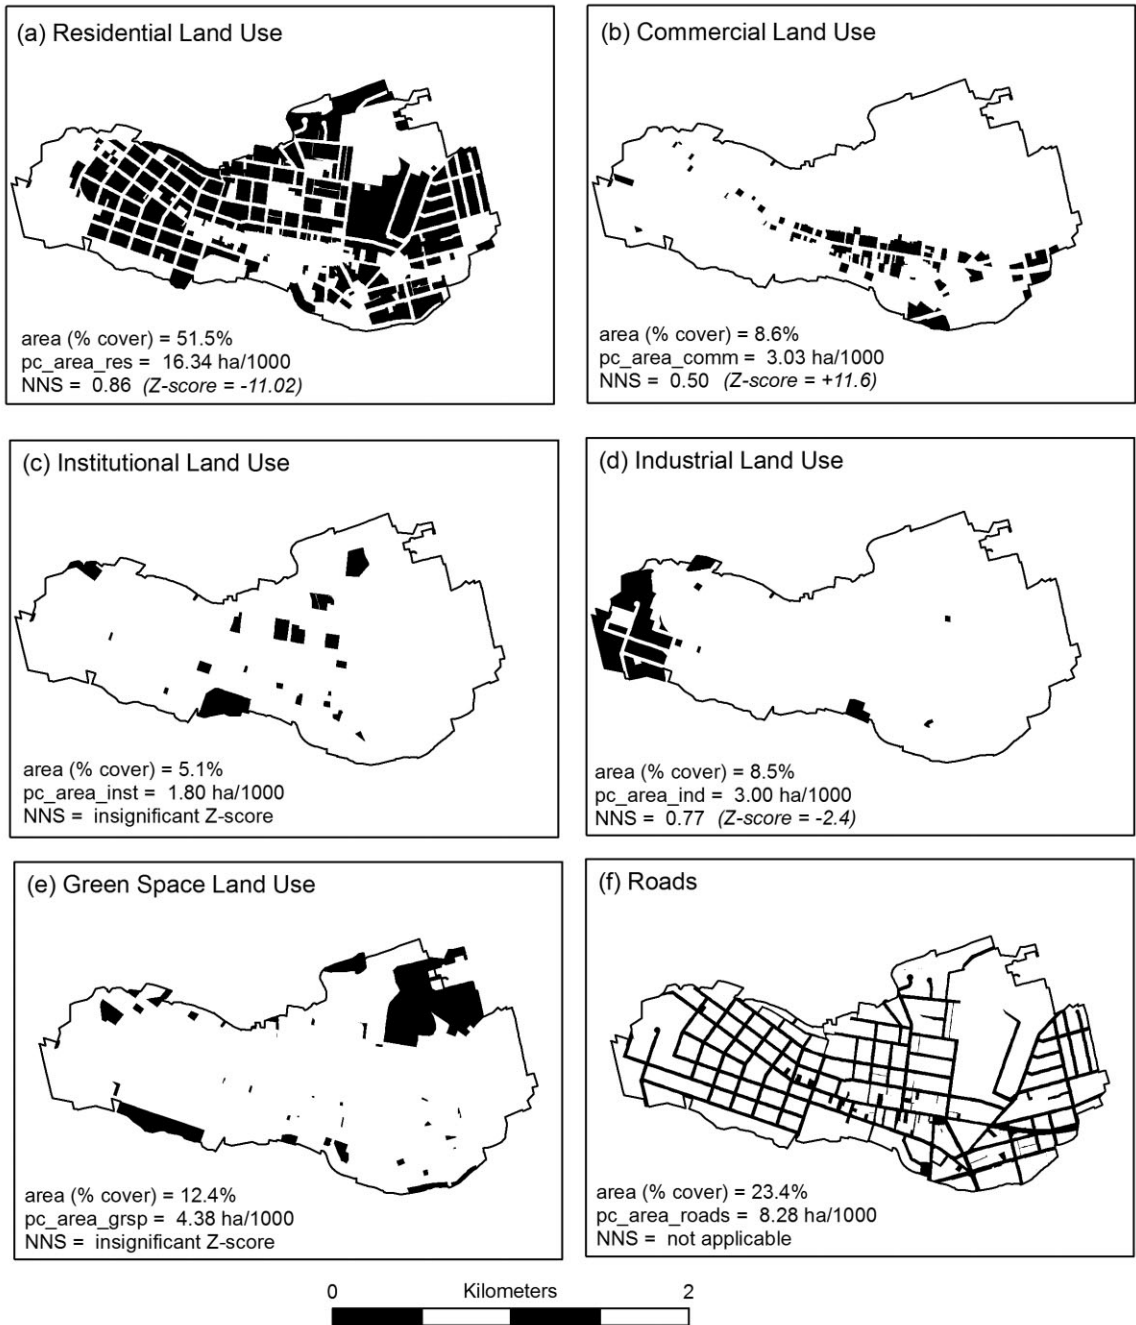 (a) Residential Land Use
area (% cover) = 51.5%
pc_area_res = 16.34 ha/1000
NNS = 0.86 (Z-score = -11.02)
(b) Commercial Land Use
area (% cover) = 8.6%
pc_area_comm = 3.03 ha/1000
NNS = 0.50 (Z-score = +11.6)
(c) Institutional Land Use
area (% cover) = 5.1%
pc_area_inst = 1.80 ha/1000
NNS = insignificant Z-score
(d) Industrial Land Use
area (% cover) = 8.5%
pc_area_ind = 3.00 ha/1000
NNS = 0.77 (Z-score = -2.4)
(e) Green Space Land Use
area (% cover) = 12.4%
pc_area_grsp = 4.38 ha/1000
NNS = insignificant Z-score
(f) Roads
area (% cover) = 23.4%
pc_area_roads = 8.28 ha/1000
NNS = not applicable
0 Kilometers 2